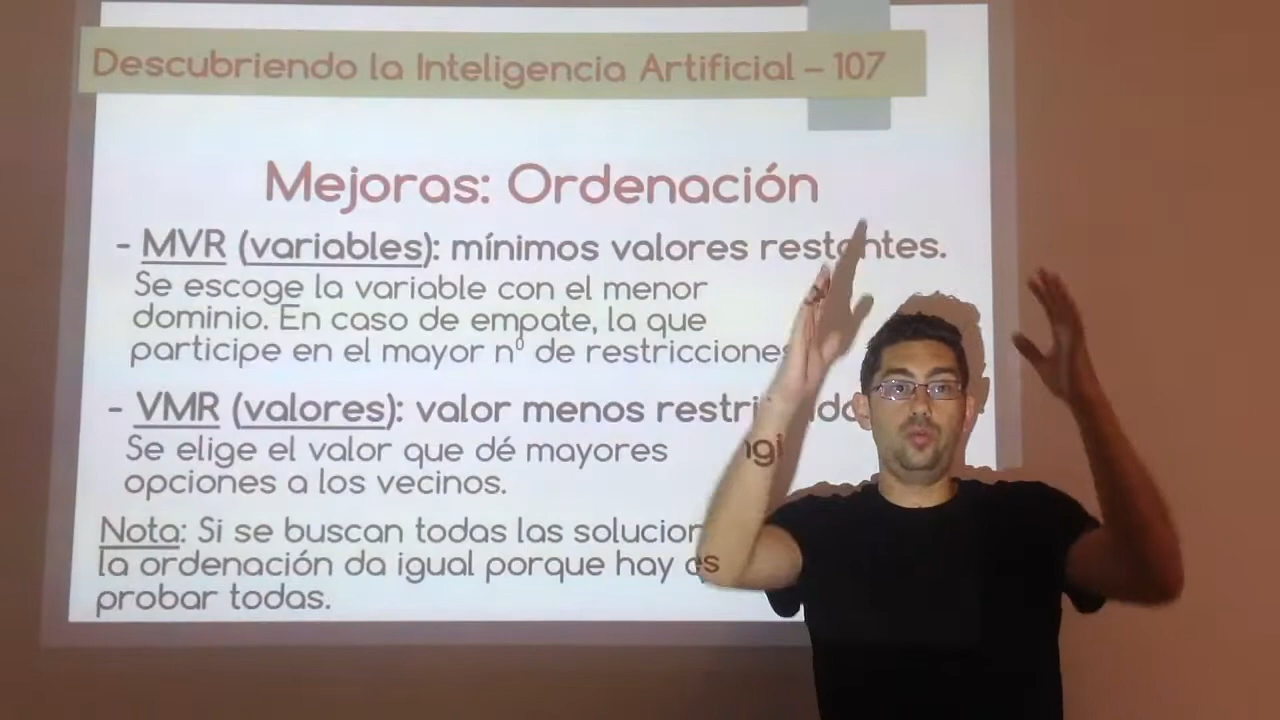 Descubriendo la Inteligencia Artificial – 107
Mejoras: Ordenación
- MVR (variables): mínimos valores restantes.
Se escoge la variable con el menor
dominio. En caso de empate, la que
participe en el mayor nº de restricciones
- VMR (valores): valor menos
Se elige el valor que dé mayores
opciones a los vecinos.
Nota: Si se buscan todas las
la ordenación da igual porque hay
probar todas.